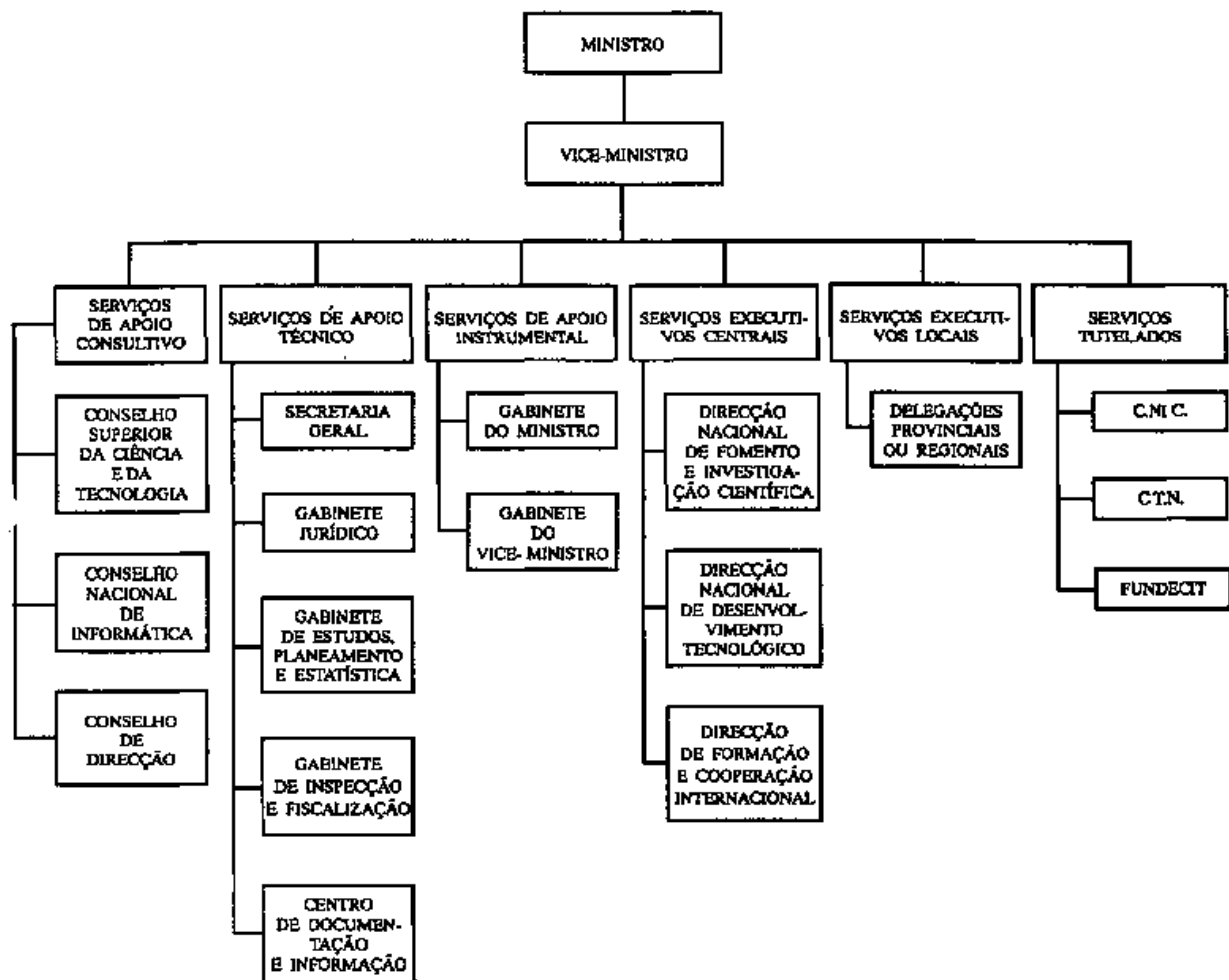 MINISTRO
VICE-MINISTRO
SERVIÇOS
DE APOIO
CONSULTIVO
CONSELHO
SUPERIOR
DA CIÊNCIA
E DA
TECNOLOGIA
CONSELHO
NACIONAL
DE
INFORMÁTICA
CONSELHO
DE
DIRECÇÃO
SERVIÇOS DE APOIO
TÉCNICO
SECRETARIA
GERAL
GABINETE
JURÍDICO
GABINETE
DE ESTUDOS,
PLANEAMENTO
E ESTATÍSTICA
GABINETE
DE INSPECÇÃO
E FISCALIZAÇÃO
CENTRO
DE DOCUMEN-
TAÇÃO
E INFORMAÇÃO
SERVIÇOS DE APOIO
INSTRUMENTAL
GABINETE
DO MINISTRO
GABINETE
DO
VICE- MINISTRO
SERVIÇOS EXECUTI-
VOS CENTRAIS
DIRECÇÃO
NACIONAL
DE FOMENTO
E INVESTIGA-
ÇÃO CIENTÍFICA
DIRECÇÃO
NACIONAL
DE DESENVOL-
VIMENTO
TECNOLÓGICO
DIRECÇÃO
DE FORMAÇÃO
E COOPERAÇÃO
INTERNACIONAL
SERVIÇOS EXECUTI-
VOS LOCAIS
DELEGAÇÕES
PROVINCIAIS
OU REGIONAIS
SERVIÇOS
TUTELADOS
C.N.I.C.
C.T.N.
FUNDECIT